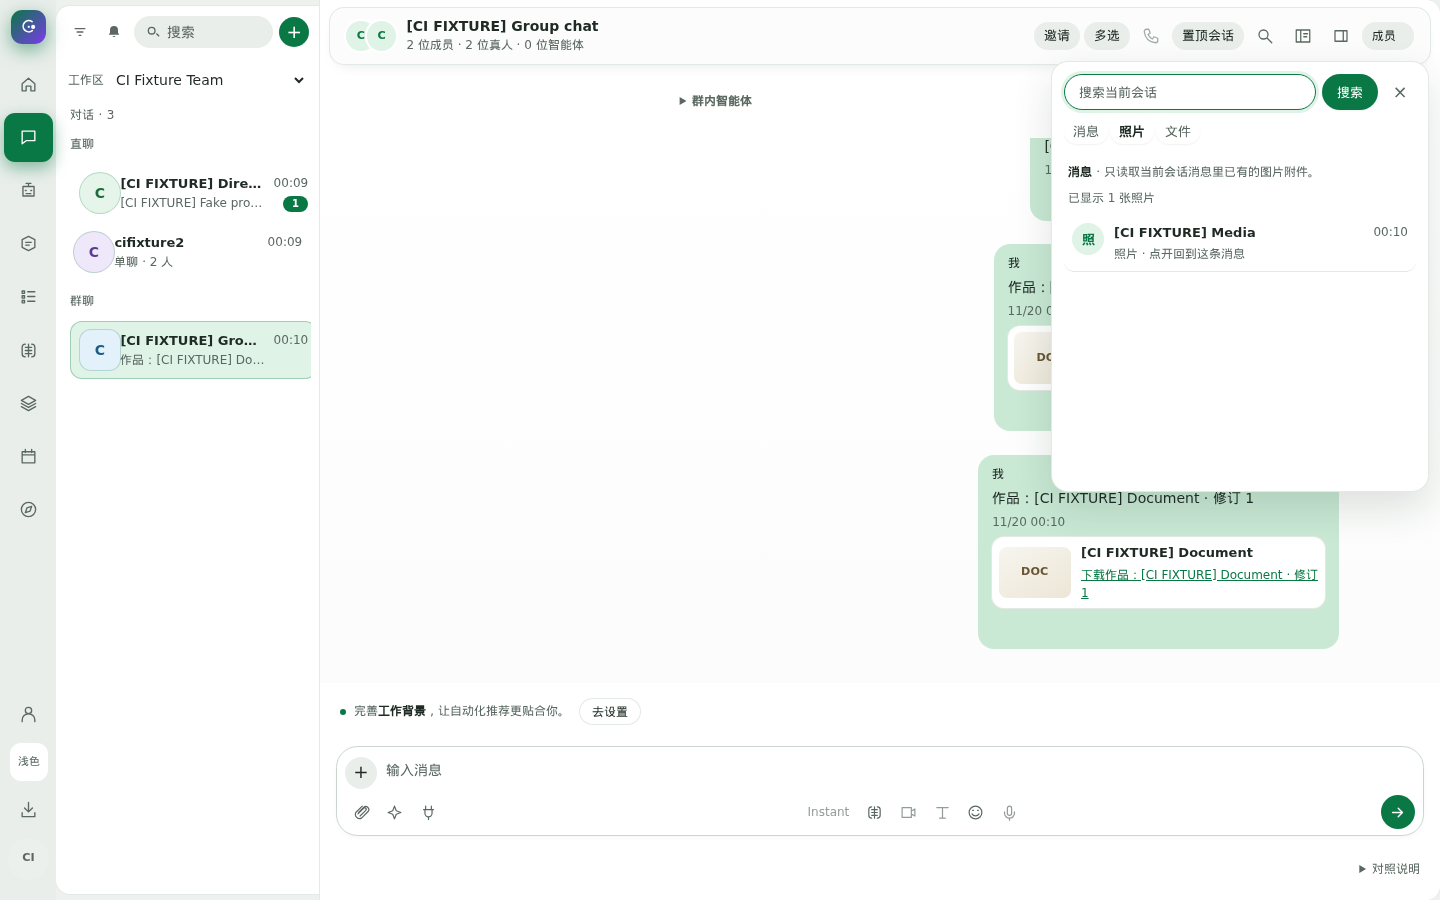 搜索
工作区 CI Fixture Team
对话 · 3
直聊
C [CI FIXTURE] Dire… 00:09
[CI FIXTURE] Fake pro… 1
C cifixture2 00:09
单聊 · 2 人
群聊
C [CI FIXTURE] Gro… 00:10
作品：[CI FIXTURE] Do…
浅色
CI
C C [CI FIXTURE] Group chat
2 位成员 · 2 位真人 · 0 位智能体
邀请 多选 置顶会话 成员
群内智能体
搜索当前会话 搜索
消息 照片 文件
消息 · 只读取当前会话消息里已有的图片附件。
已显示 1 张照片
照 [CI FIXTURE] Media 00:10
照片 · 点开回到这条消息
我
作品：
11/20
我
作品：[CI FIXTURE] Document · 修订 1
11/20 00:10
DOC [CI FIXTURE] Document
下载作品：[CI FIXTURE] Document · 修订
1
完善工作背景，让自动化推荐更贴合你。 去设置
输入消息
Instant
对照说明